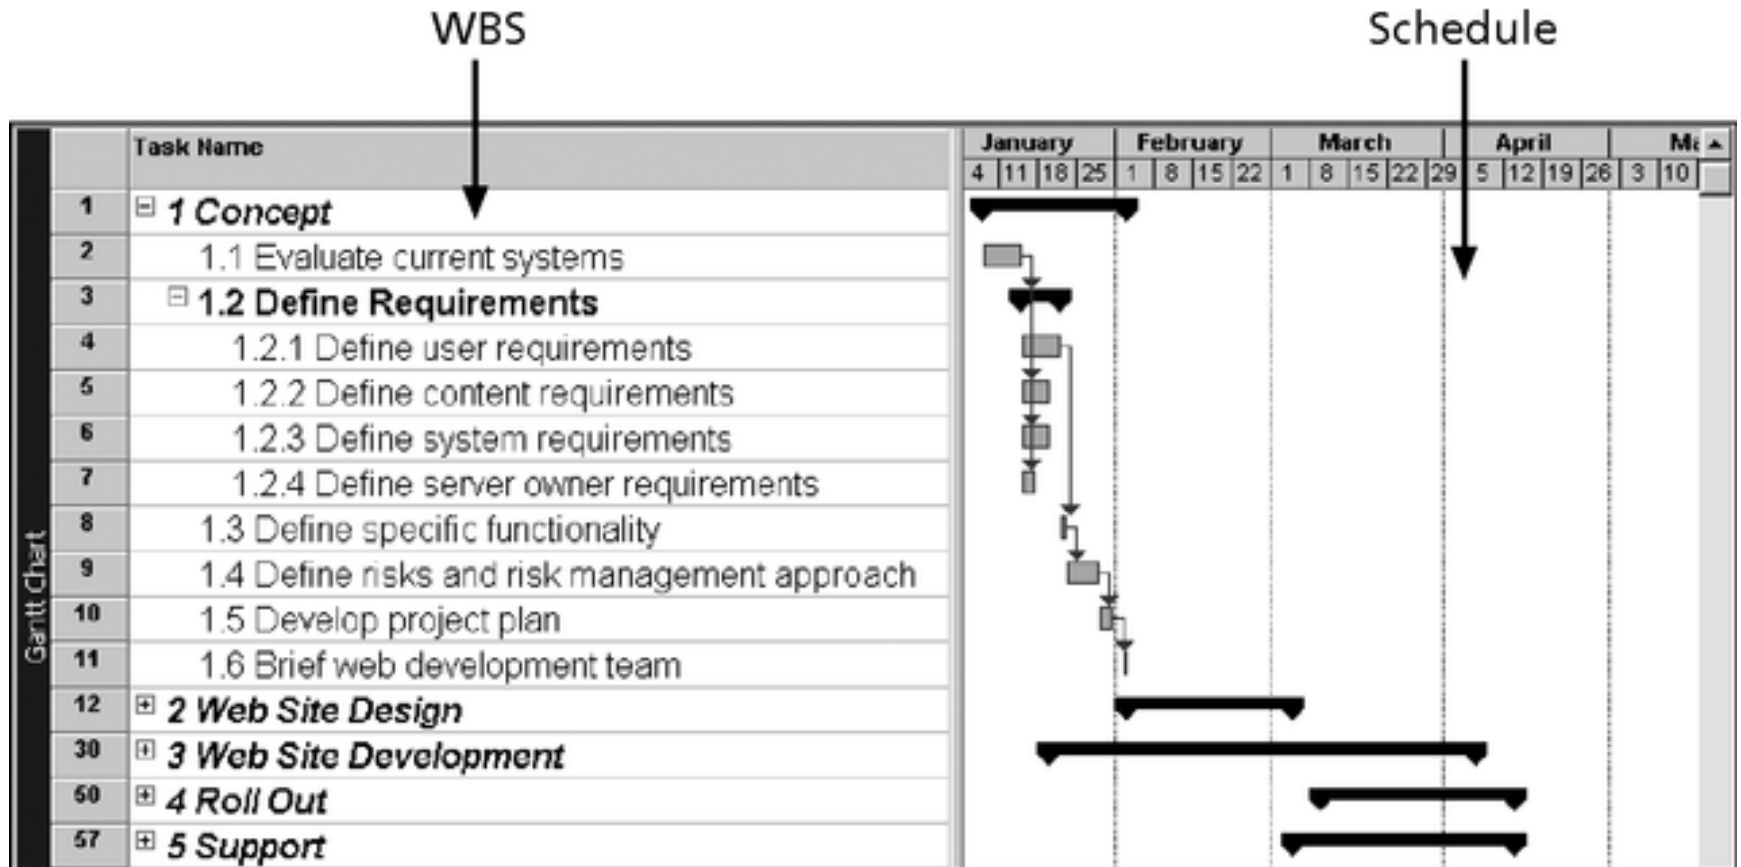 WBS Schedule
Task Name January February March April
4 11 18 25 1 8 15 22 1 8 15 22 29 5 12 19 26 3 10
1 1 Concept
2 1.1 Evaluate current systems
3 1.2 Define Requirements
4 1.2.1 Define user requirements
5 1.2.2 Define content requirements
6 1.2.3 Define system requirements
7 1.2.4 Define server owner requirements
8 1.3 Define specific functionality
9 1.4 Define risks and risk management approach
10 1.5 Develop project plan
11 1.6 Brief web development team
12 2 Web Site Design
30 3 Web Site Development
50 4 Roll Out
57 5 Support
Gantt Chart